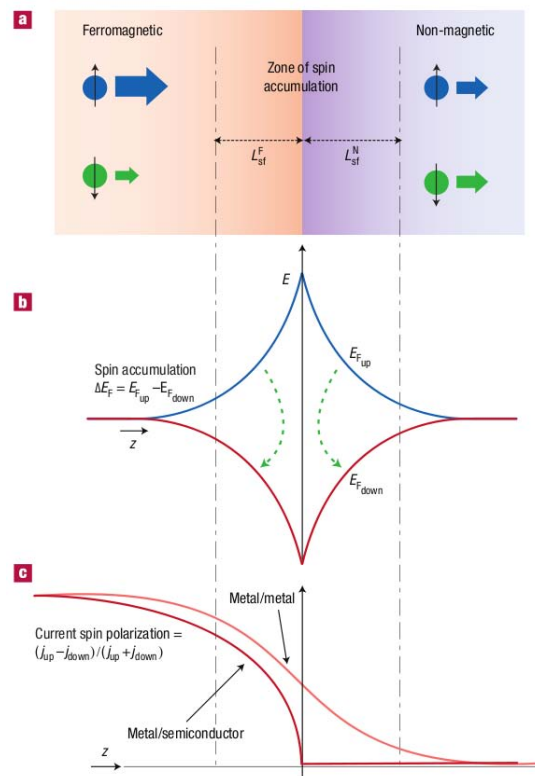 a
Ferromagnetic
Non-magnetic
Zone of spin
accumulation
L_sf^F
L_sf^N
b
E
Spin accumulation
ΔE_F = E_F_up – E_F_down
z
E_F_up
E_F_down
c
Metal/metal
Current spin polarization =
(j_up – j_down)/(j_up + j_down)
Metal/semiconductor
z